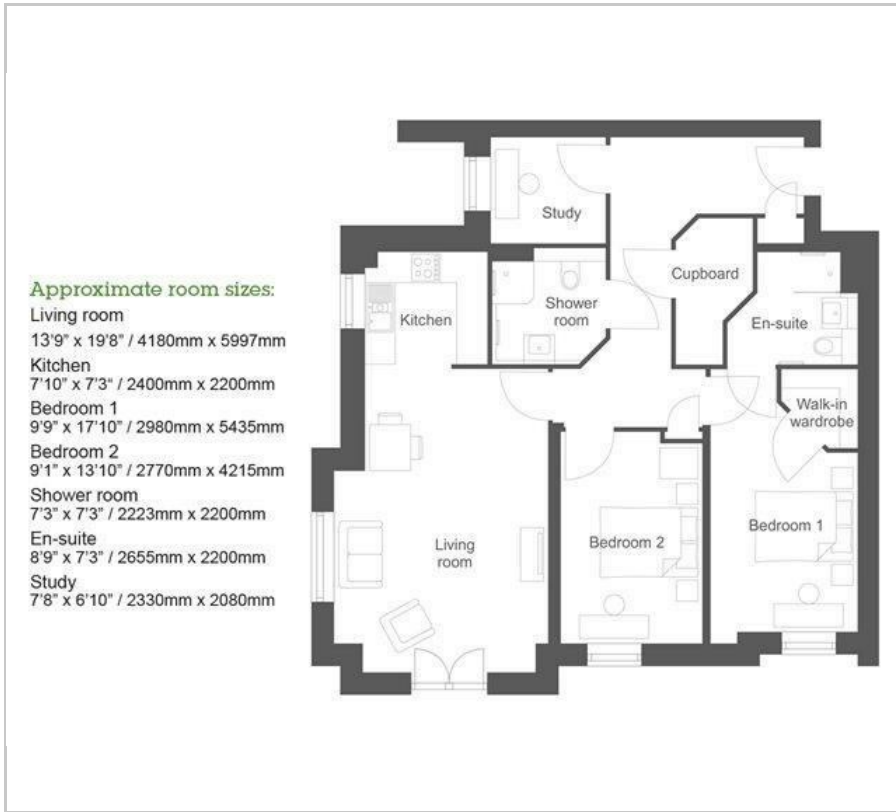 Approximate room sizes:
Living room
13'9" x 19'8" / 4180mm x 5997mm
Kitchen
7'10" x 7'3" / 2400mm x 2200mm
Bedroom 1
9'9" x 17'10" / 2980mm x 5435mm
Bedroom 2
9'1" x 13'10" / 2770mm x 4215mm
Shower room
7'3" x 7'3" / 2223mm x 2200mm
En-suite
8'9" x 7'3" / 2655mm x 2200mm
Study
7'8" x 6'10" / 2330mm x 2080mm
Study
Cupboard
Kitchen
Shower
room
En-suite
Walk-in
wardrobe
Living
room
Bedroom 2
Bedroom 1